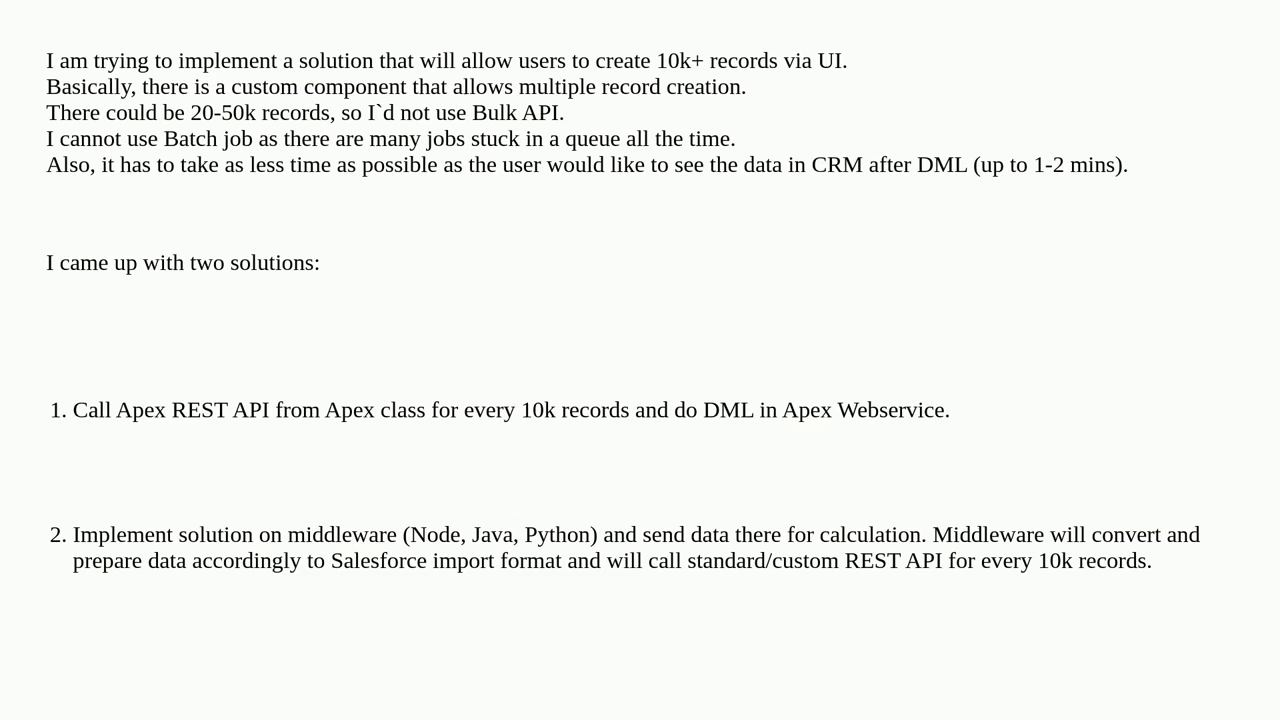 I am trying to implement a solution that will allow users to create 10k+ records via UI.
Basically, there is a custom component that allows multiple record creation.
There could be 20-50k records, so I`d not use Bulk API.
I cannot use Batch job as there are many jobs stuck in a queue all the time.
Also, it has to take as less time as possible as the user would like to see the data in CRM after DML (up to 1-2 mins).
I came up with two solutions:
1. Call Apex REST API from Apex class for every 10k records and do DML in Apex Webservice.
2. Implement solution on middleware (Node, Java, Python) and send data there for calculation. Middleware will convert and
prepare data accordingly to Salesforce import format and will call standard/custom REST API for every 10k records.